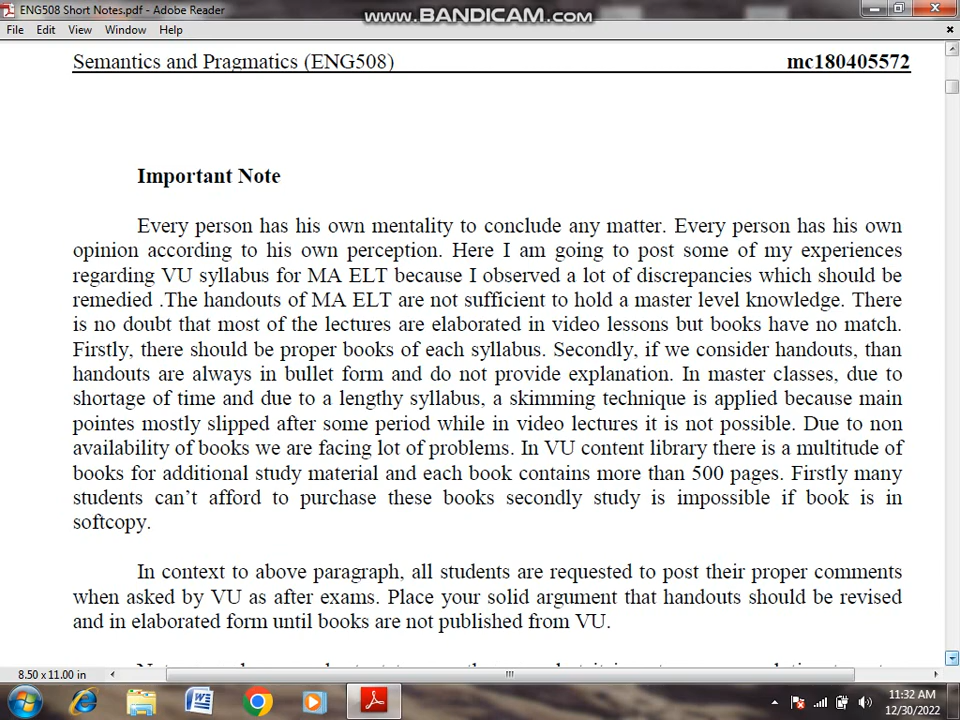 ENG508 Short Notes.pdf - Adobe Reader
www.BANDICAM.com
File Edit View Window Help
Semantics and Pragmatics (ENG508) mc180405572
Important Note
Every person has his own mentality to conclude any matter. Every person has his own
opinion according to his own perception. Here I am going to post some of my experiences
regarding VU syllabus for MA ELT because I observed a lot of discrepancies which should be
remedied .The handouts of MA ELT are not sufficient to hold a master level knowledge. There
is no doubt that most of the lectures are elaborated in video lessons but books have no match.
Firstly, there should be proper books of each syllabus. Secondly, if we consider handouts, than
handouts are always in bullet form and do not provide explanation. In master classes, due to
shortage of time and due to a lengthy syllabus, a skimming technique is applied because main
pointes mostly slipped after some period while in video lectures it is not possible. Due to non
availability of books we are facing lot of problems. In VU content library there is a multitude of
books for additional study material and each book contains more than 500 pages. Firstly many
students can't afford to purchase these books secondly study is impossible if book is in
softcopy.
In context to above paragraph, all students are requested to post their proper comments
when asked by VU as after exams. Place your solid argument that handouts should be revised
and in elaborated form until books are not published from VU.
8.50 x 11.00 in
11:32 AM
12/30/2022